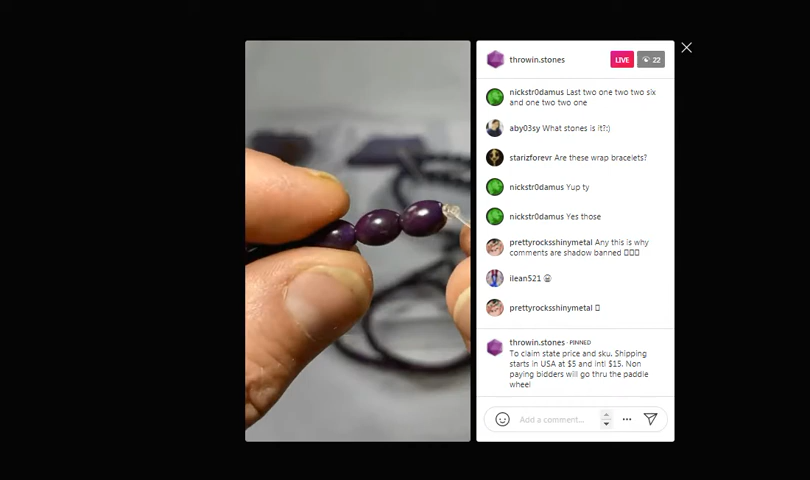 throwin.stones
LIVE
22
nickstr0damus Last two one two two six
and one two two one
aby03sy What stones is it?:)
starizforevr Are these wrap bracelets?
nickstr0damus Yup ty
nickstr0damus Yes those
prettyrocksshinymetal Any this is why
comments are shadow banned
ilean521
prettyrocksshinymetal
throwin.stones · PINNED
To claim state price and sku. Shipping
starts in USA at $5 and intl $15. Non
paying bidders will go thru the paddle
wheel
Add a comment...